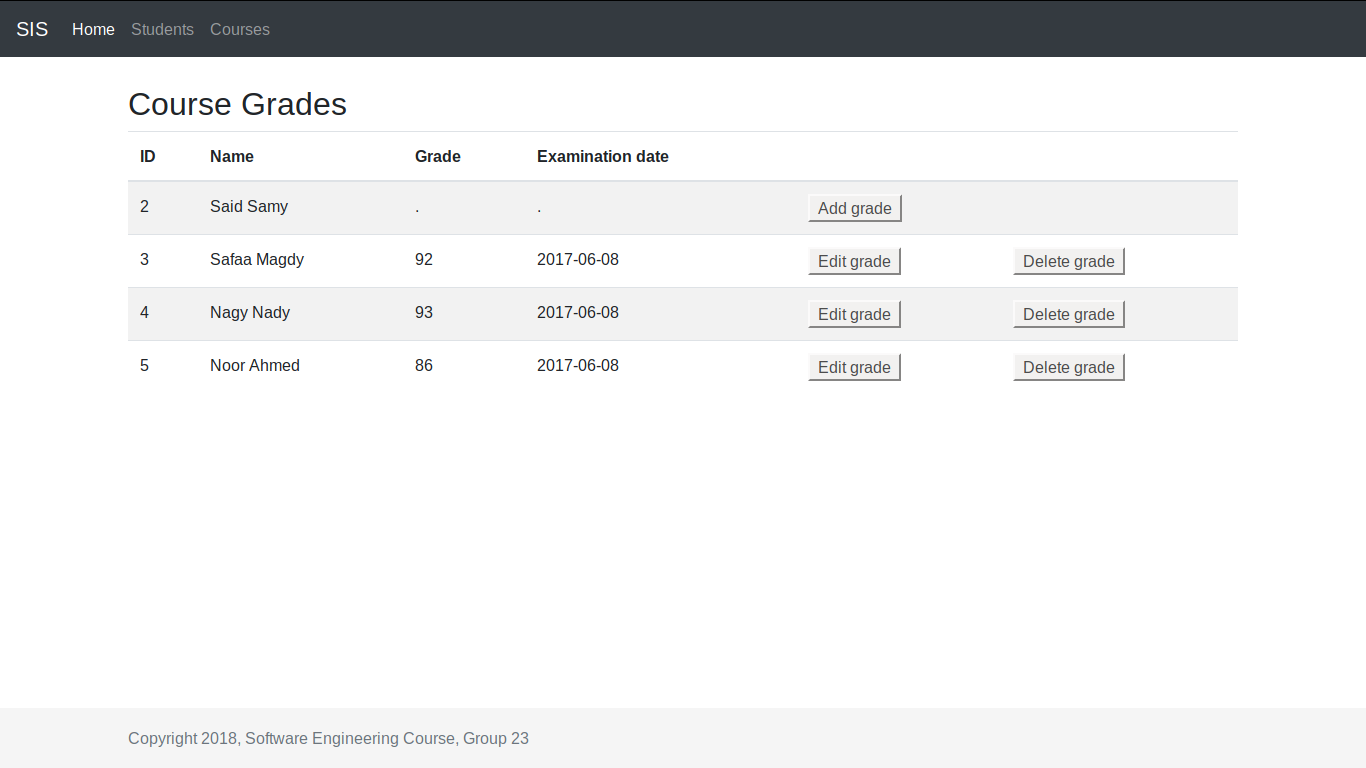 SIS Home Students Courses
Course Grades
ID Name Grade Examination date
2 Said Samy . . Add grade
3 Safaa Magdy 92 2017-06-08 Edit grade Delete grade
4 Nagy Nady 93 2017-06-08 Edit grade Delete grade
5 Noor Ahmed 86 2017-06-08 Edit grade Delete grade
Copyright 2018, Software Engineering Course, Group 23